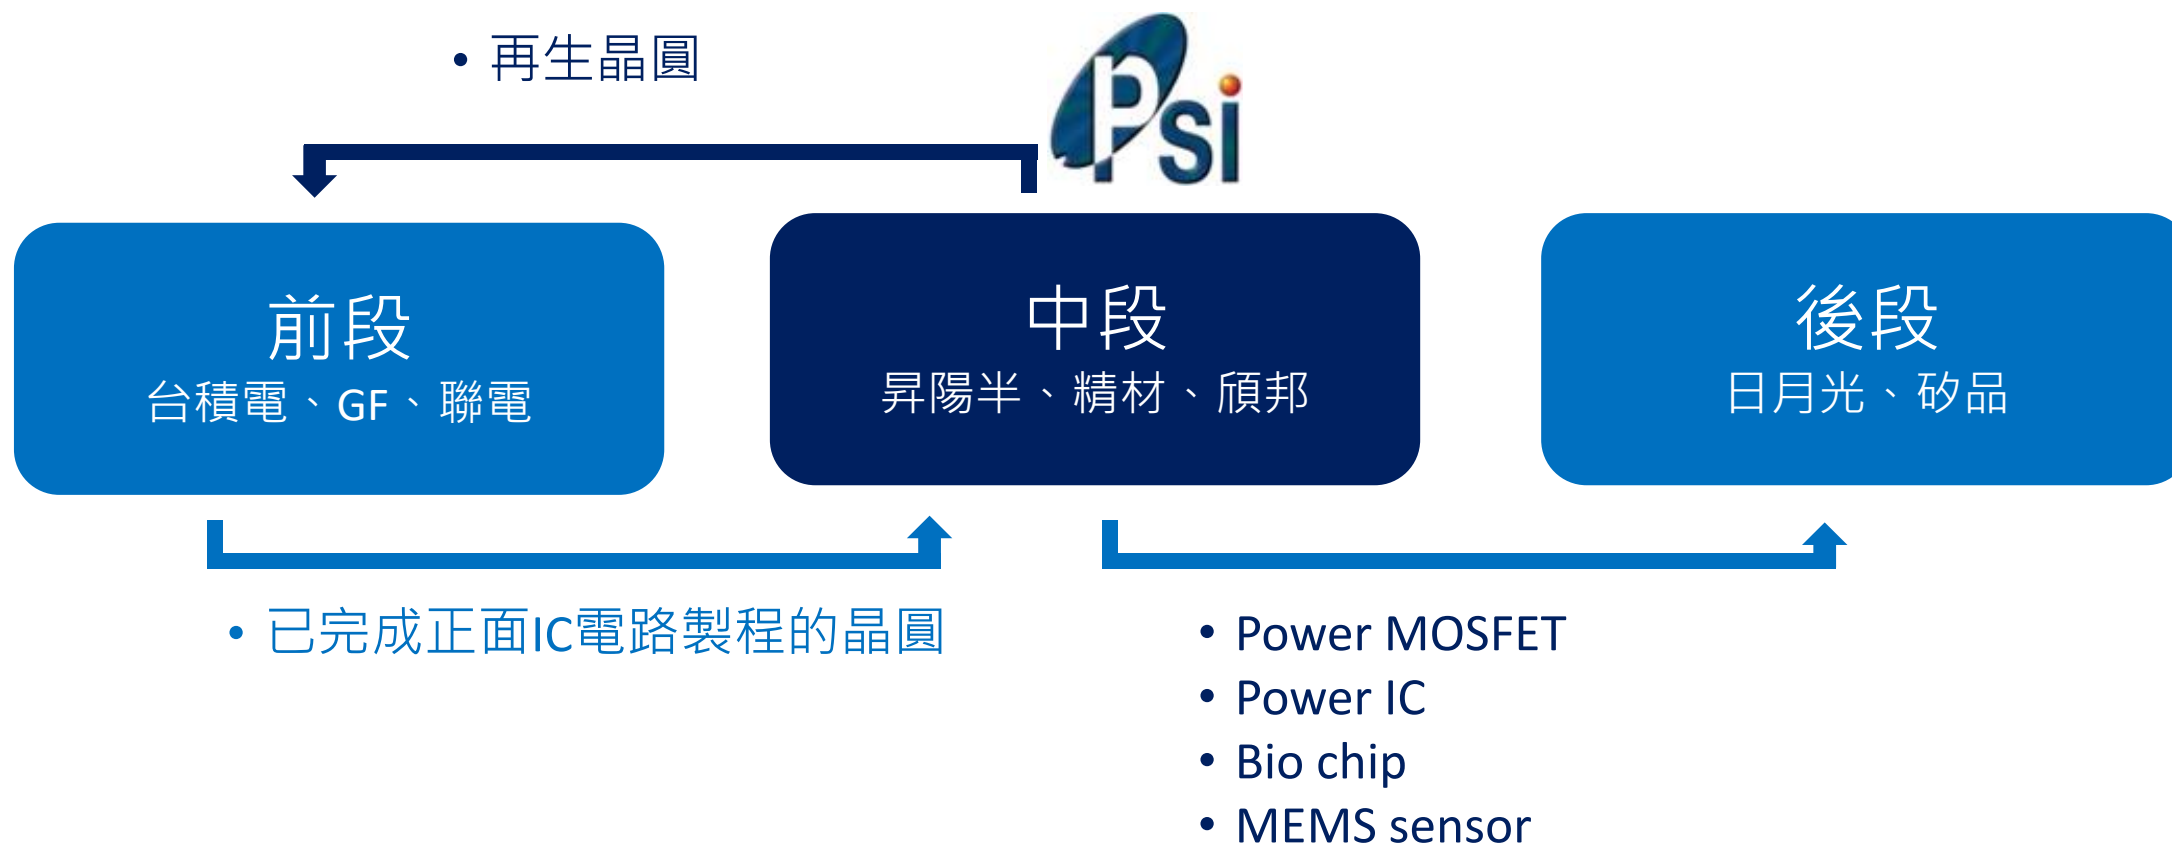 • 再生晶圓
Psi
前段
台積電、GF、聯電
中段
昇陽半、精材、頎邦
後段
日月光、矽品
• 已完成正面IC電路製程的晶圓
• Power MOSFET
• Power IC
• Bio chip
• MEMS sensor